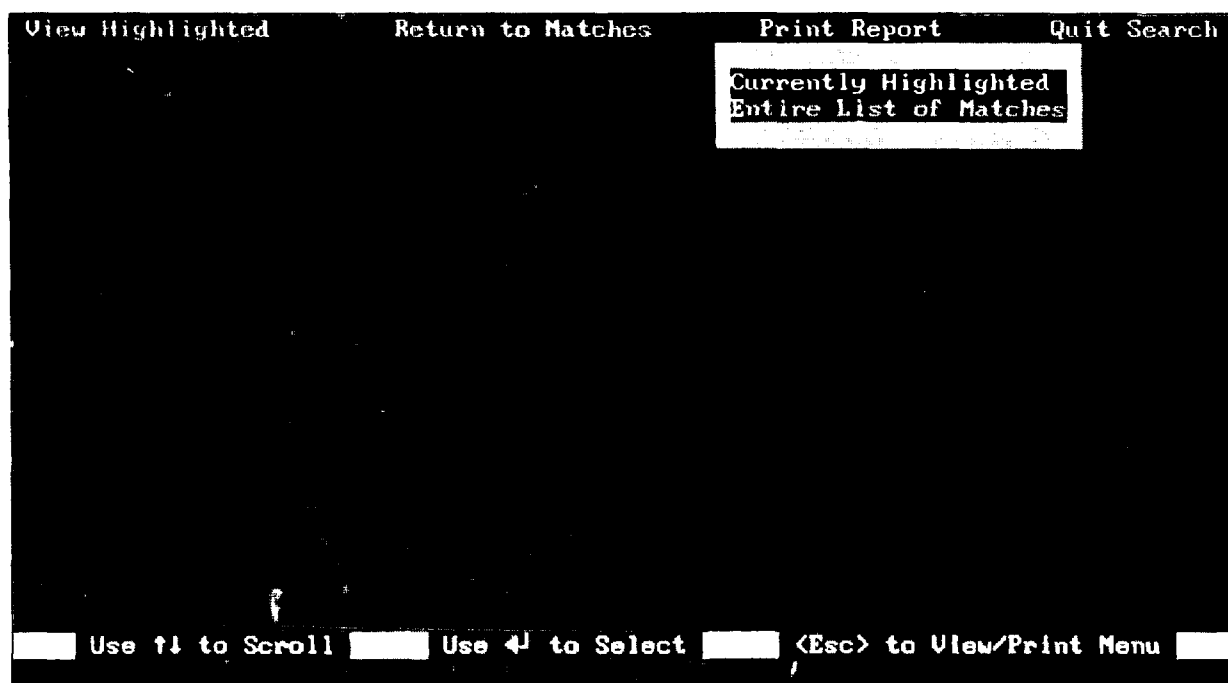 View Highlighted Return to Matches Print Report Quit Search
Currently Highlighted
Entire List of Matches
Use ↑↓ to Scroll Use ↵ to Select <Esc> to View/Print Menu